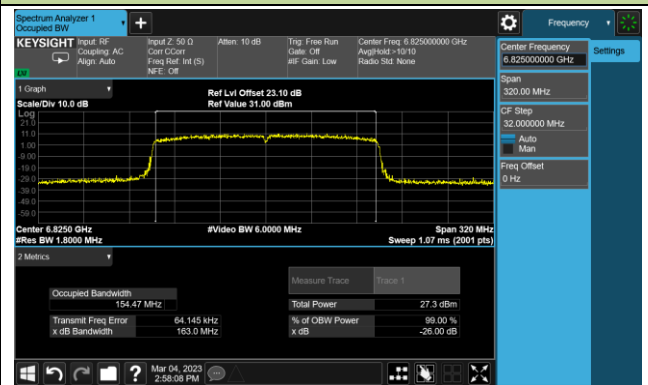 Spectrum Analyzer 1
Occupied BW
+
Frequency
KEYSIGHT
Input: RF
Coupling: AC
Align: Auto
Input Z: 50 Ω
Corr CCorr
Freq Ref: Int (S)
NFE: Off
Atten: 10 dB
Trig: Free Run
Gate: Off
#IF Gain: Low
Center Freq: 6.825000000 GHz
Avg|Hold:>10/10
Radio Std: None
LXI
Center Frequency
6.825000000 GHz
Settings
Span
320.00 MHz
CF Step
32.000000 MHz
Auto
Man
Freq Offset
0 Hz
1 Graph
Scale/Div 10.0 dB
Ref Lvl Offset 23.10 dB
Ref Value 31.00 dBm
Log
21.0
11.0
1.00
-9.00
-19.0
-29.0
-39.0
-49.0
-59.0
Center 6.8250 GHz
#Video BW 6.0000 MHz
Span 320 MHz
#Res BW 1.8000 MHz
Sweep 1.07 ms (2001 pts)
2 Metrics
Measure Trace
Trace 1
Occupied Bandwidth
154.47 MHz
Total Power
27.3 dBm
Transmit Freq Error
64.145 kHz
% of OBW Power
99.00 %
x dB Bandwidth
163.0 MHz
x dB
-26.00 dB
?
Mar 04, 2023
2:58:08 PM